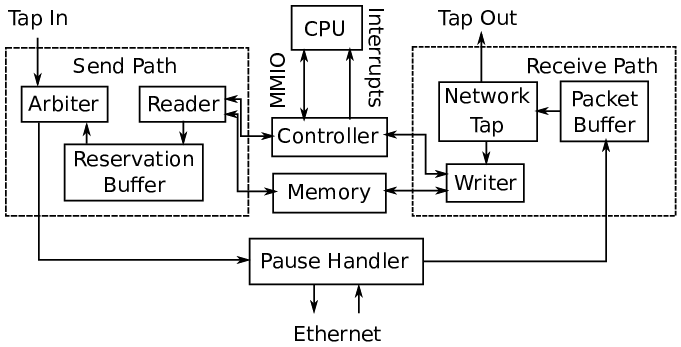 Tap In
CPU
Interrupts
Tap Out
MMIO
Send Path
Receive Path
Arbiter
Reader
Network
Tap
Packet
Buffer
Controller
Reservation
Buffer
Memory
Writer
Pause Handler
Ethernet